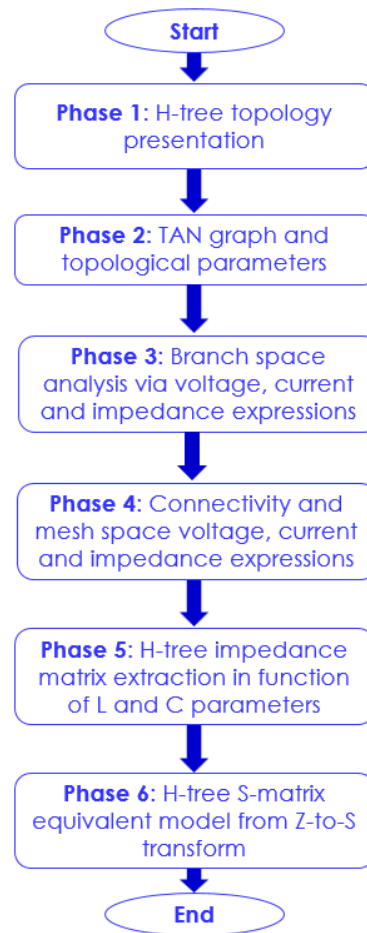 Start
Phase 1: H-tree topology
presentation
Phase 2: TAN graph and
topological parameters
Phase 3: Branch space
analysis via voltage, current
and impedance expressions
Phase 4: Connectivity and
mesh space voltage, current
and impedance expressions
Phase 5: H-tree impedance
matrix extraction in function
of L and C parameters
Phase 6: H-tree S-matrix
equivalent model from Z-to-S
transform
End